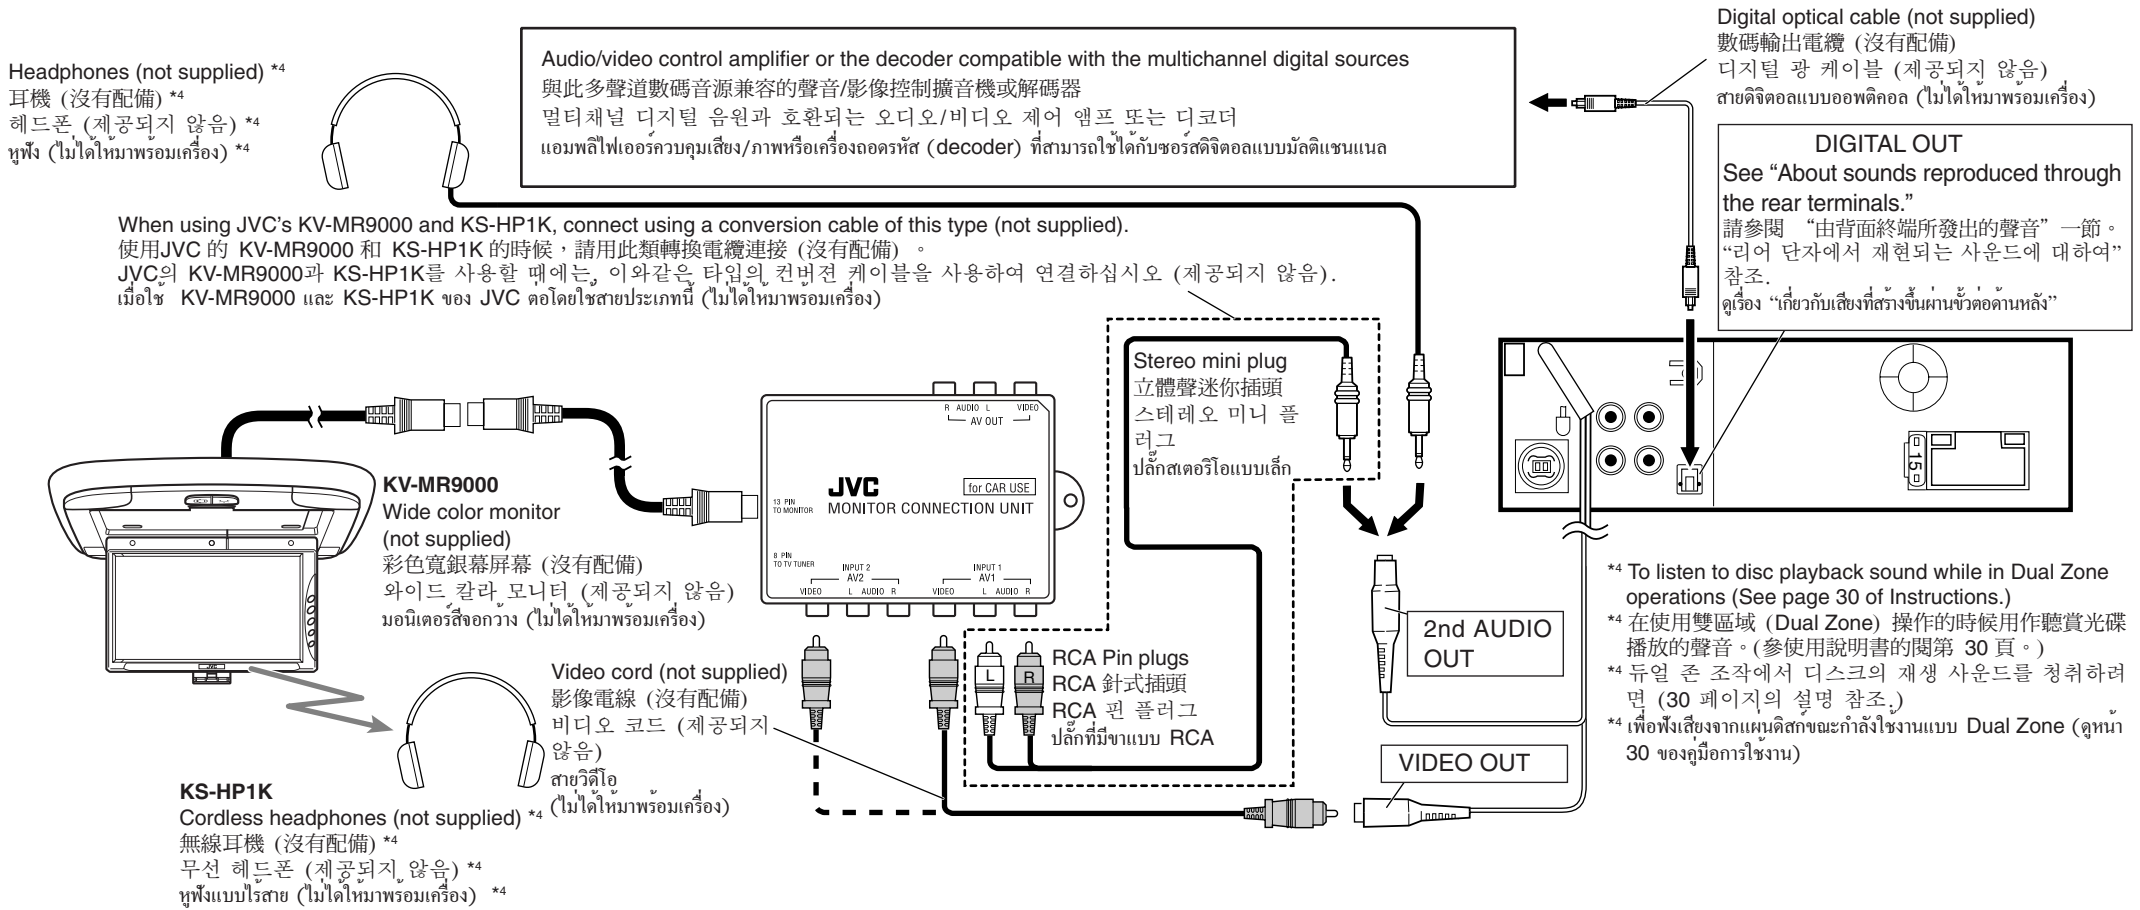 Headphones (not supplied) *4
耳機 (沒有配備) *4
헤드폰 (제공되지 않음) *4
หูฟัง (ไม่ได้ให้มาพร้อมเครื่อง) *4
Audio/video control amplifier or the decoder compatible with the multichannel digital sources
與此多聲道數碼音源兼容的聲音/影像控制擴音機或解碼器
멀티채널 디지털 음원과 호환되는 오디오/비디오 제어 앰프 또는 디코더
แอมพลิไฟเออร์ควบคุมเสียง/ภาพหรือเครื่องถอดรหัส (decoder) ที่สามารถใช้ได้กับซอร์สดิจิตอลแบบมัลติแชนแนล
Digital optical cable (not supplied)
數碼輸出電纜 (沒有配備)
디지털 광 케이블 (제공되지 않음)
สายดิจิตอลแบบออพติคอล (ไม่ได้ให้มาพร้อมเครื่อง)
DIGITAL OUT
See “About sounds reproduced through
the rear terminals.”
請參閱 “由背面終端所發出的聲音” 一節。
“리어 단자에서 재현되는 사운드에 대하여”
참조.
ดูเรื่อง “เกี่ยวกับเสียงที่สร้างขึ้นผ่านขั้วต่อด้านหลัง”
When using JVC’s KV-MR9000 and KS-HP1K, connect using a conversion cable of this type (not supplied).
使用JVC 的 KV-MR9000 和 KS-HP1K 的時候，請用此類轉換電纜連接 (沒有配備) 。
JVC의 KV-MR9000과 KS-HP1K를 사용할 때에는, 이와같은 타입의 컨버전 케이블을 사용하여 연결하십시오 (제공되지 않음).
เมื่อใช้ KV-MR9000 และ KS-HP1K ของ JVC ต่อโดยใช้สายประเภทนี้ (ไม่ได้ให้มาพร้อมเครื่อง)
Stereo mini plug
立體聲迷你插頭
스테레오 미니 플
러그
ปลั๊กสเตอริโอแบบเล็ก
R AUDIO L VIDEO
AV OUT
JVC
for CAR USE
MONITOR CONNECTION UNIT
13 PIN
TO MONITOR
8 PIN
TO TV TUNER
INPUT 2
AV2
VIDEO L AUDIO R
INPUT 1
AV1
VIDEO L AUDIO R
15
KV-MR9000
Wide color monitor
(not supplied)
彩色寬銀幕屏幕 (沒有配備)
와이드 칼라 모니터 (제공되지 않음)
มอนิเตอร์สีจอกว้าง (ไม่ได้ให้มาพร้อมเครื่อง)
JVC
Video cord (not supplied)
影像電線 (沒有配備)
비디오 코드 (제공되지
않음)
สายวิดีโอ
(ไม่ได้ให้มาพร้อมเครื่อง)
L
R
RCA Pin plugs
RCA 針式插頭
RCA 핀 플러그
ปลั๊กที่มีขาแบบ RCA
2nd AUDIO
OUT
VIDEO OUT
*4 To listen to disc playback sound while in Dual Zone
operations (See page 30 of Instructions.)
*4 在使用雙區域 (Dual Zone) 操作的時候用作聽賞光碟
播放的聲音。(參使用說明書的閱第 30 頁。)
*4 듀얼 존 조작에서 디스크의 재생 사운드를 청취하려
면 (30 페이지의 설명 참조.)
*4 เพื่อฟังเสียงจากแผ่นดิสก์ขณะกำลังใช้งานแบบ Dual Zone (ดูหน้า
30 ของคู่มือการใช้งาน)
KS-HP1K
Cordless headphones (not supplied) *4
無線耳機 (沒有配備) *4
무선 헤드폰 (제공되지 않음) *4
หูฟังแบบไร้สาย (ไม่ได้ให้มาพร้อมเครื่อง) *4